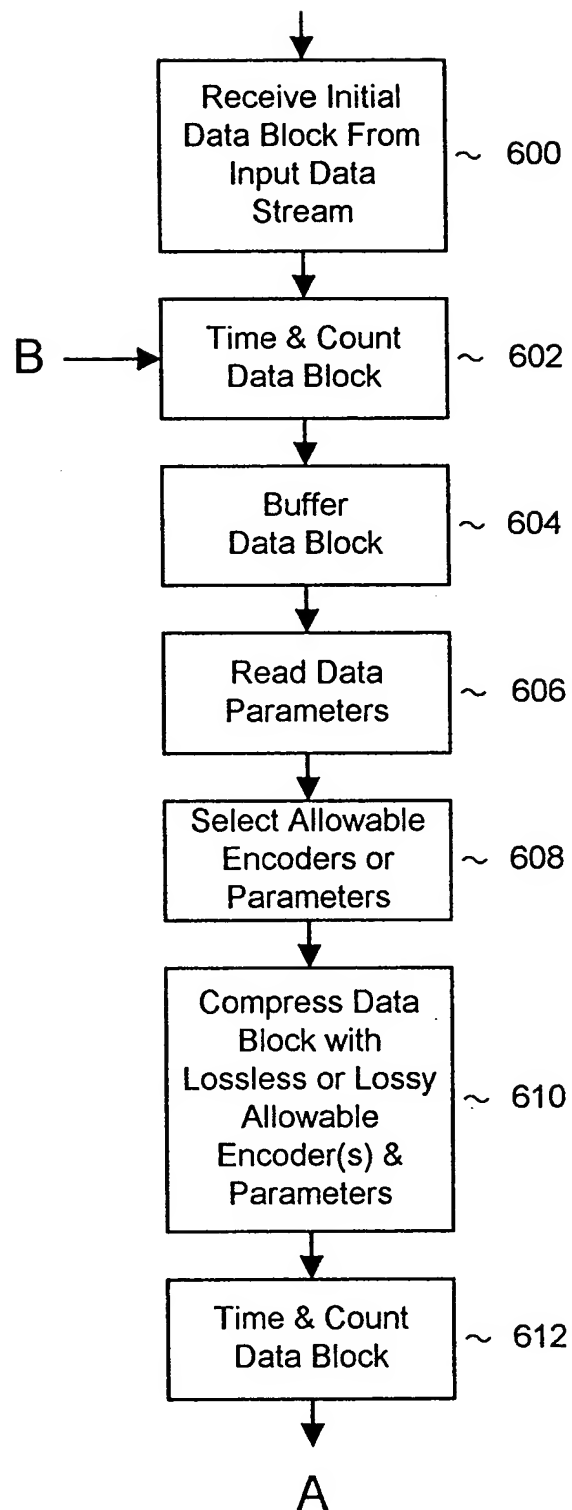 Receive Initial
Data Block From
Input Data
Stream
~ 600
B
Time & Count
Data Block
~ 602
Buffer
Data Block
~ 604
Read Data
Parameters
~ 606
Select Allowable
Encoders or
Parameters
~ 608
Compress Data
Block with
Lossless or Lossy
Allowable
Encoder(s) &
Parameters
~ 610
Time & Count
Data Block
~ 612
A